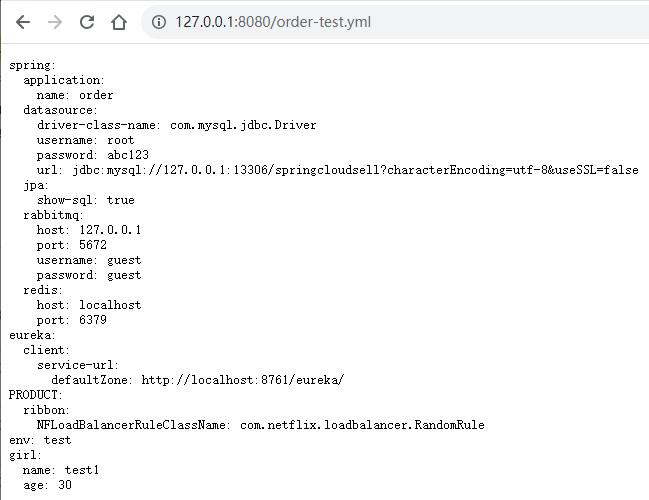 127.0.0.1:8080/order-test.yml
spring:
  application:
    name: order
  datasource:
    driver-class-name: com.mysql.jdbc.Driver
    username: root
    password: abc123
    url: jdbc:mysql://127.0.0.1:13306/springcloudsell?characterEncoding=utf-8&useSSL=false
  jpa:
    show-sql: true
  rabbitmq:
    host: 127.0.0.1
    port: 5672
    username: guest
    password: guest
  redis:
    host: localhost
    port: 6379
eureka:
  client:
    service-url:
      defaultZone: http://localhost:8761/eureka/
PRODUCT:
  ribbon:
    NFLoadBalancerRuleClassName: com.netflix.loadbalancer.RandomRule
env: test
girl:
  name: test1
  age: 30